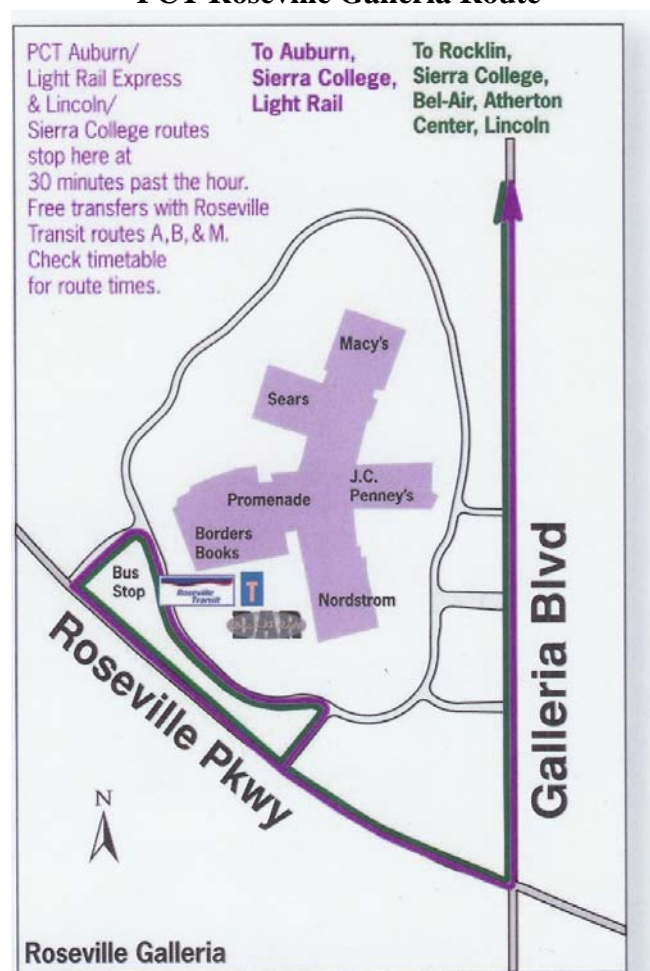 PCT Roseville Galleria Route
PCT Auburn/
Light Rail Express
& Lincoln/
Sierra College routes
stop here at
30 minutes past the hour.
Free transfers with Roseville
Transit routes A,B,& M.
Check timetable
for route times.
To Auburn,
Sierra College,
Light Rail
To Rocklin,
Sierra College,
Bel-Air, Atherton
Center, Lincoln
Macy's
Sears
J.C.
Penney's
Promenade
Borders
Books
Nordstrom
Bus
Stop
Roseville
Transit
T
Roseville Pkwy
Galleria Blvd
N
Roseville Galleria